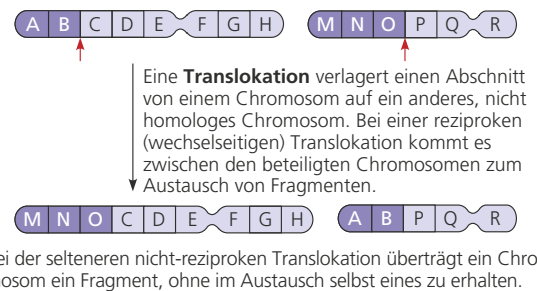 A B C D E F G H M N O P Q R
Eine Translokation verlagert einen Abschnitt
von einem Chromosom auf ein anderes, nicht
homologes Chromosom. Bei einer reziproken
(wechselseitigen) Translokation kommt es
zwischen den beteiligten Chromosomen zum
Austausch von Fragmenten.
M N O C D E F G H A B P Q R
ei der selteneren nicht-reziproken Translokation überträgt ein Chro
osom ein Fragment, ohne im Austausch selbst eines zu erhalten.